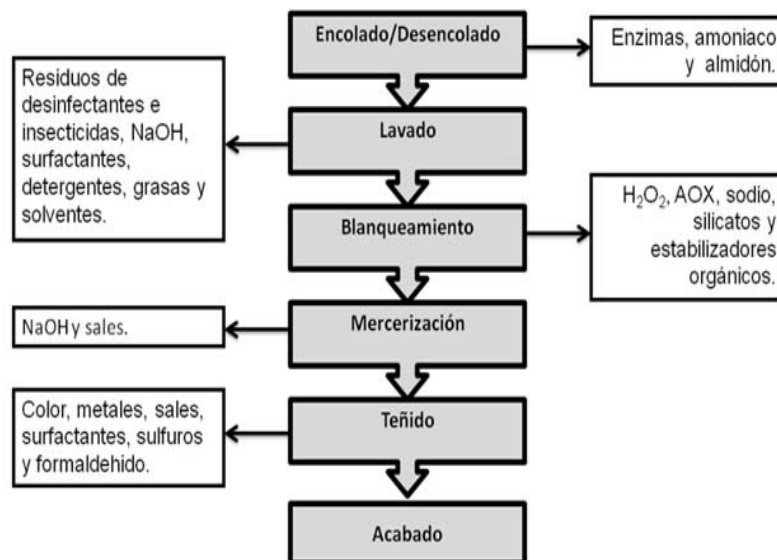 Encolado/Desencolado
Enzimas, amoniaco
y almidón.
Residuos de
desinfectantes e
insecticidas, NaOH,
surfactantes,
detergentes, grasas y
solventes.
Lavado
Blanqueamiento
H₂O₂, AOX, sodio,
silicatos y
estabilizadores
orgánicos.
Mercerización
NaOH y sales.
Teñido
Color, metales, sales,
surfactantes, sulfuros
y formaldehido.
Acabado